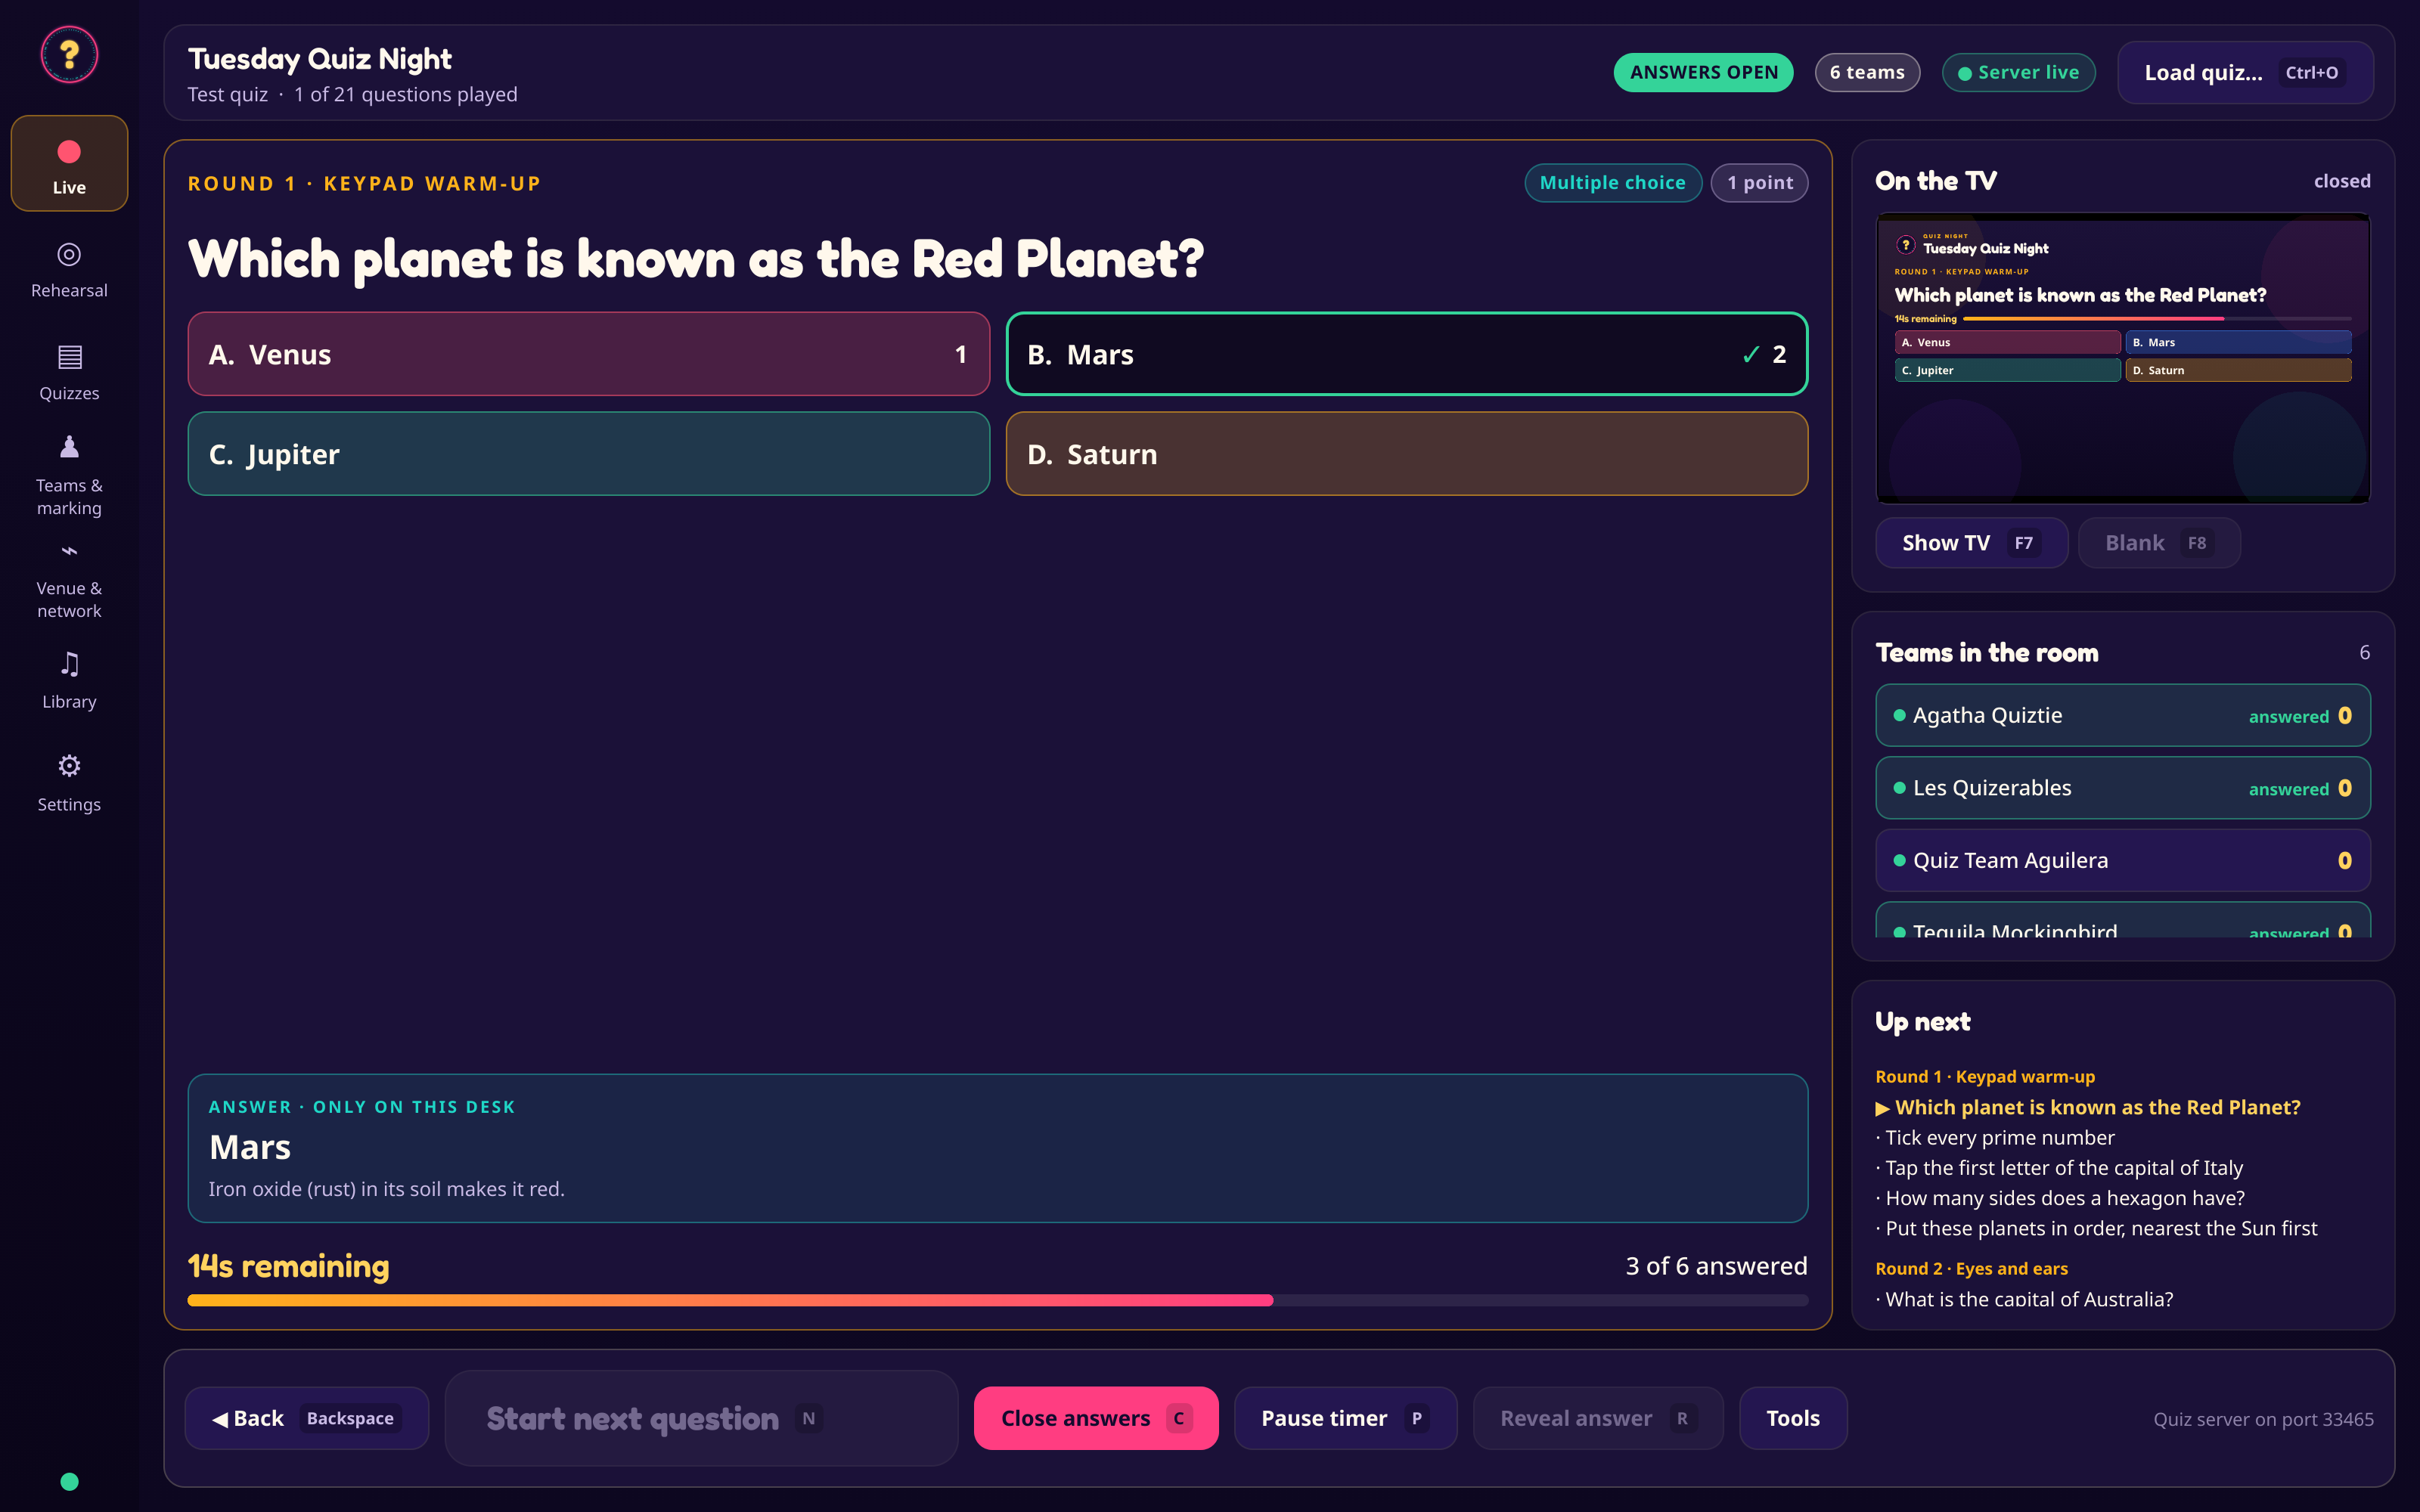 ?
Tuesday Quiz Night
Test quiz · 1 of 21 questions played
ANSWERS OPEN
6 teams
Server live
Load quiz... Ctrl+O
Live
Rehearsal
Quizzes
Teams &
marking
Venue &
network
Library
Settings
ROUND 1 · KEYPAD WARM-UP
Multiple choice
1 point
Which planet is known as the Red Planet?
A. Venus 1
B. Mars ✓ 2
C. Jupiter
D. Saturn
ANSWER · ONLY ON THIS DESK
Mars
Iron oxide (rust) in its soil makes it red.
14s remaining
3 of 6 answered
On the TV
closed
?
QUIZ NIGHT
Tuesday Quiz Night
ROUND 1 · KEYPAD WARM-UP
Which planet is known as the Red Planet?
14s remaining
A. Venus
B. Mars
C. Jupiter
D. Saturn
Show TV F7
Blank F8
Teams in the room
6
Agatha Quiztie answered 0
Les Quizerables answered 0
Quiz Team Aguilera 0
Tequila Mockingbird answered 0
Up next
Round 1 · Keypad warm-up
▶ Which planet is known as the Red Planet?
· Tick every prime number
· Tap the first letter of the capital of Italy
· How many sides does a hexagon have?
· Put these planets in order, nearest the Sun first
Round 2 · Eyes and ears
· What is the capital of Australia?
◀ Back Backspace
Start next question N
Close answers C
Pause timer P
Reveal answer R
Tools
Quiz server on port 33465